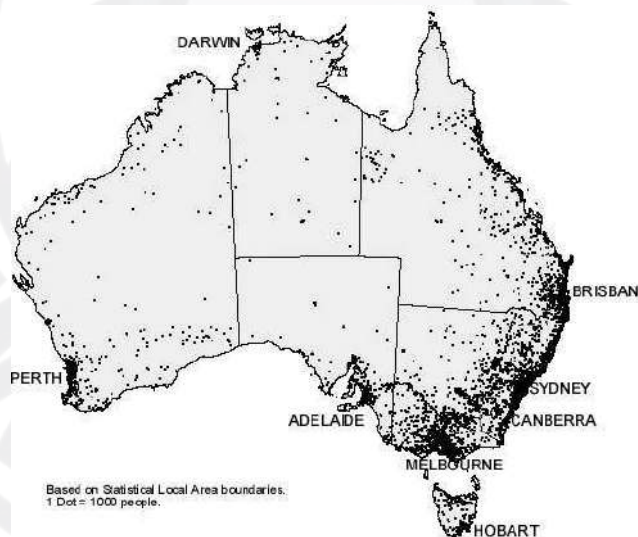 DARWIN
BRISBAN
PERTH
SYDNEY
ADELAIDE
CANBERRA
MELBOURNE
Based on Statistical Local Area boundaries.
1 Dot = 1000 people.
HOBART